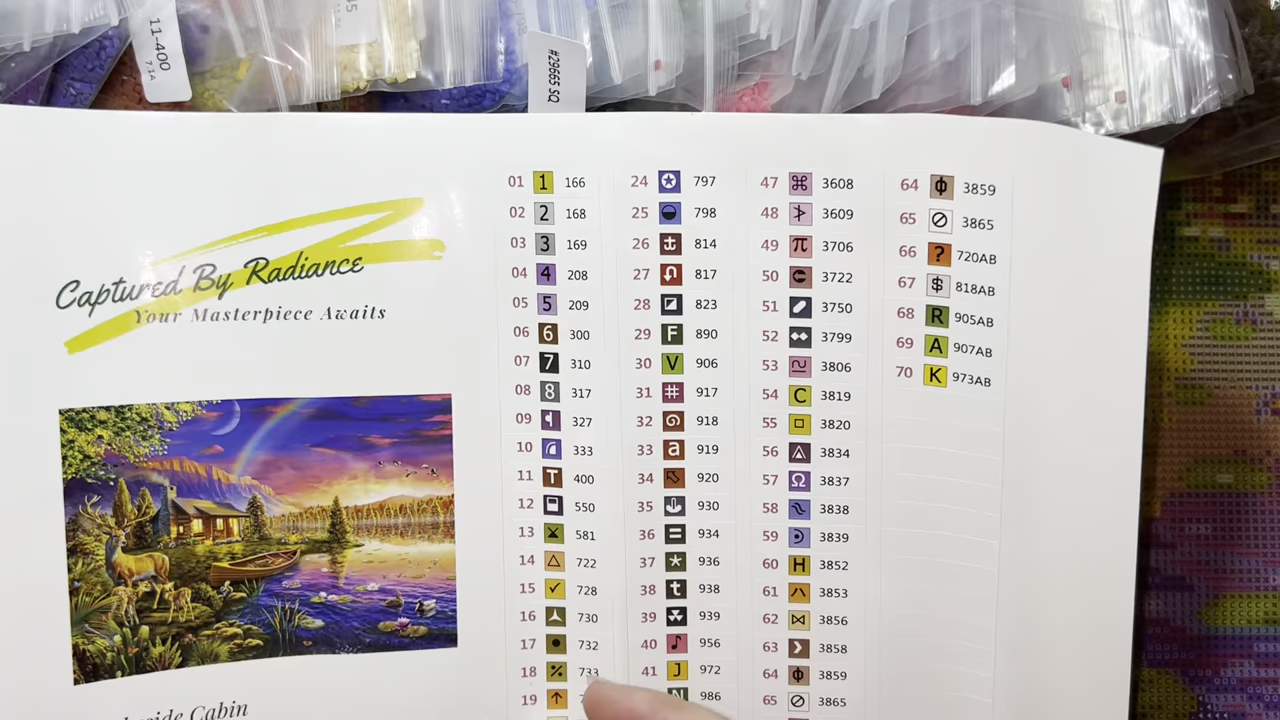 11-400
7.1A
#29665 SQ
Captured By Radiance
Your Masterpiece Awaits
01 1 166
02 2 168
03 3 169
04 4 208
05 5 209
06 6 300
07 7 310
08 8 317
09 ¶ 327
10 333
11 T 400
12 550
13 581
14 △ 722
15 ✓ 728
16 730
17 ● 732
18 % 733
19 ↑
24 ✪ 797
25 798
26 814
27 817
28 823
29 F 890
30 V 906
31 # 917
32 918
33 a 919
34 920
35 930
36 = 934
37 ★ 936
38 t 938
39 939
40 ♪ 956
41 J 972
N 986
47 ⌘ 3608
48 3609
49 π 3706
50 3722
51 3750
52 ◆◆ 3799
53 3806
54 C 3819
55 □ 3820
56 3834
57 Ω 3837
58 3838
59 3839
60 H 3852
61 3853
62 ⋈ 3856
63 ❯ 3858
64 ф 3859
65 ⊘ 3865
64 ф 3859
65 ⊘ 3865
66 ? 720AB
67 $ 818AB
68 R 905AB
69 A 907AB
70 K 973AB
Cabin